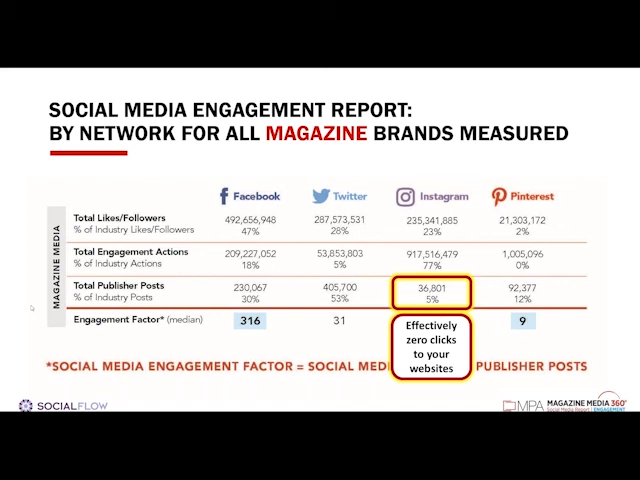 SOCIAL MEDIA ENGAGEMENT REPORT:
BY NETWORK FOR ALL MAGAZINE BRANDS MEASURED
Facebook Twitter Instagram Pinterest
MAGAZINE MEDIA
Total Likes/Followers 492,656,948 287,573,531 235,341,885 21,303,172
% of Industry Likes/Followers 47% 28% 23% 2%
Total Engagement Actions 209,227,052 53,853,803 917,516,479 1,005,096
% of Industry Actions 18% 5% 77% 0%
Total Publisher Posts 230,067 405,700 36,801 92,377
% of Industry Posts 30% 53% 5% 12%
Engagement Factor* (median) 316 31 9
Effectively
zero clicks
to your
websites
*SOCIAL MEDIA ENGAGEMENT FACTOR = SOCIAL MED PUBLISHER POSTS
SOCIALFLOW
MPA MAGAZINE MEDIA 360°
Social Media Report | ENGAGEMENT